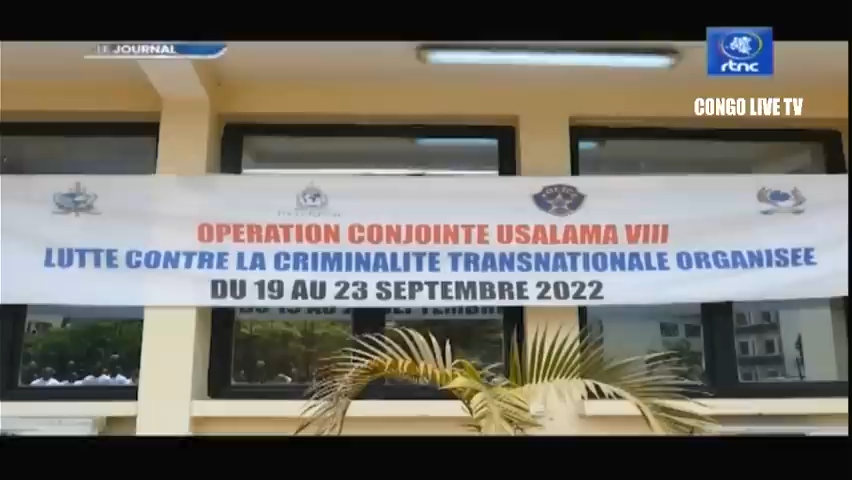 LE JOURNAL
rtnc
CONGO LIVE TV
POLICE
OPERATION CONJOINTE USALAMA VIII
LUTTE CONTRE LA CRIMINALITE TRANSNATIONALE ORGANISEE
DU 19 AU 23 SEPTEMBRE 2022